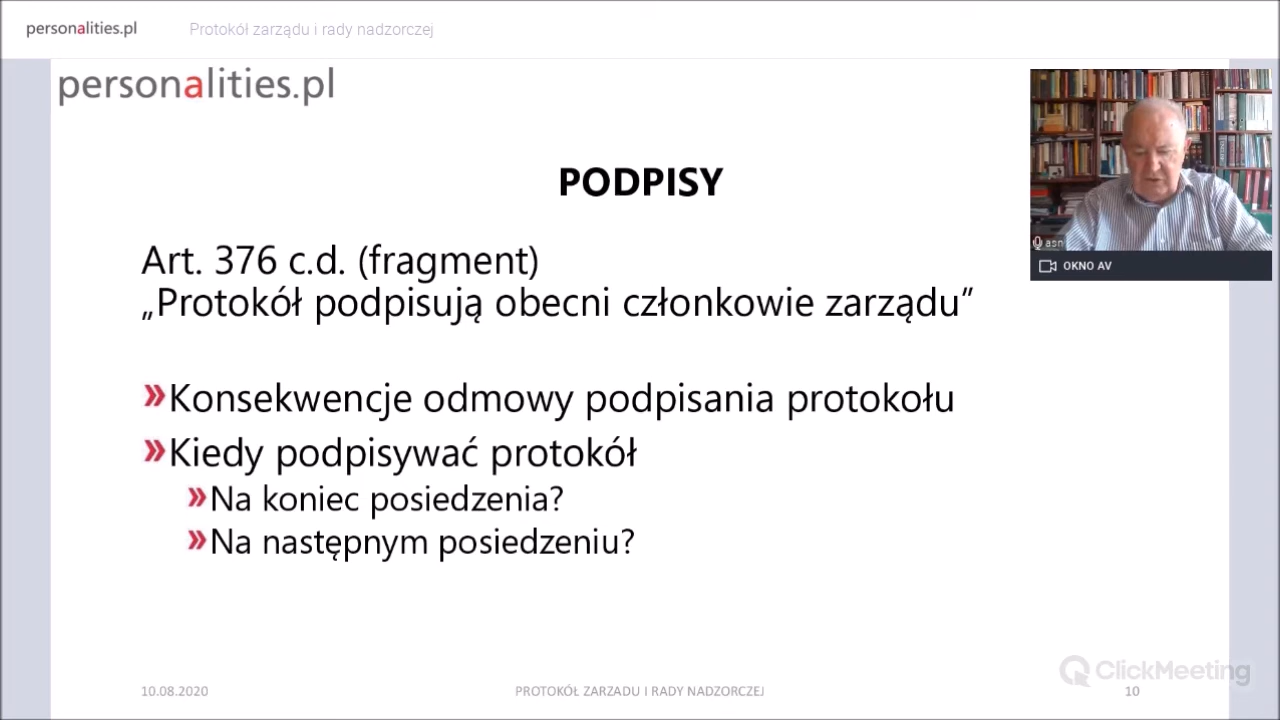 personalities.pl
Protokół zarządu i rady nadzorczej
personalities.pl
PODPISY
Art. 376 c.d. (fragment)
„Protokół podpisują obecni członkowie zarządu”
»Konsekwencje odmowy podpisania protokołu
»Kiedy podpisywać protokół
»Na koniec posiedzenia?
»Na następnym posiedzeniu?
asn
OKNO AV
ClickMeeting
10.08.2020
PROTOKÓŁ ZARZADU I RADY NADZORCZEJ
10